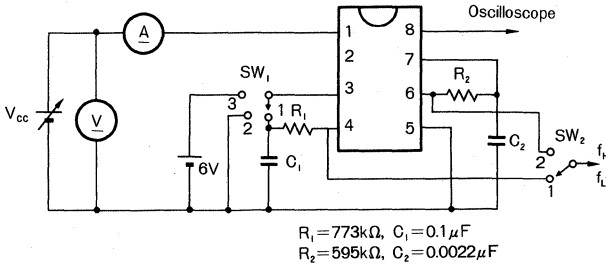 Oscilloscope
A
1
8
2
7
R₂
SW₁
Vcc
V
3
3
6
1
R₁
2
4
5
SW₂
C₂
2
fH
6V
C₁
fL
1
R₁=773kΩ, C₁=0.1μF
R₂=595kΩ, C₂=0.0022μF